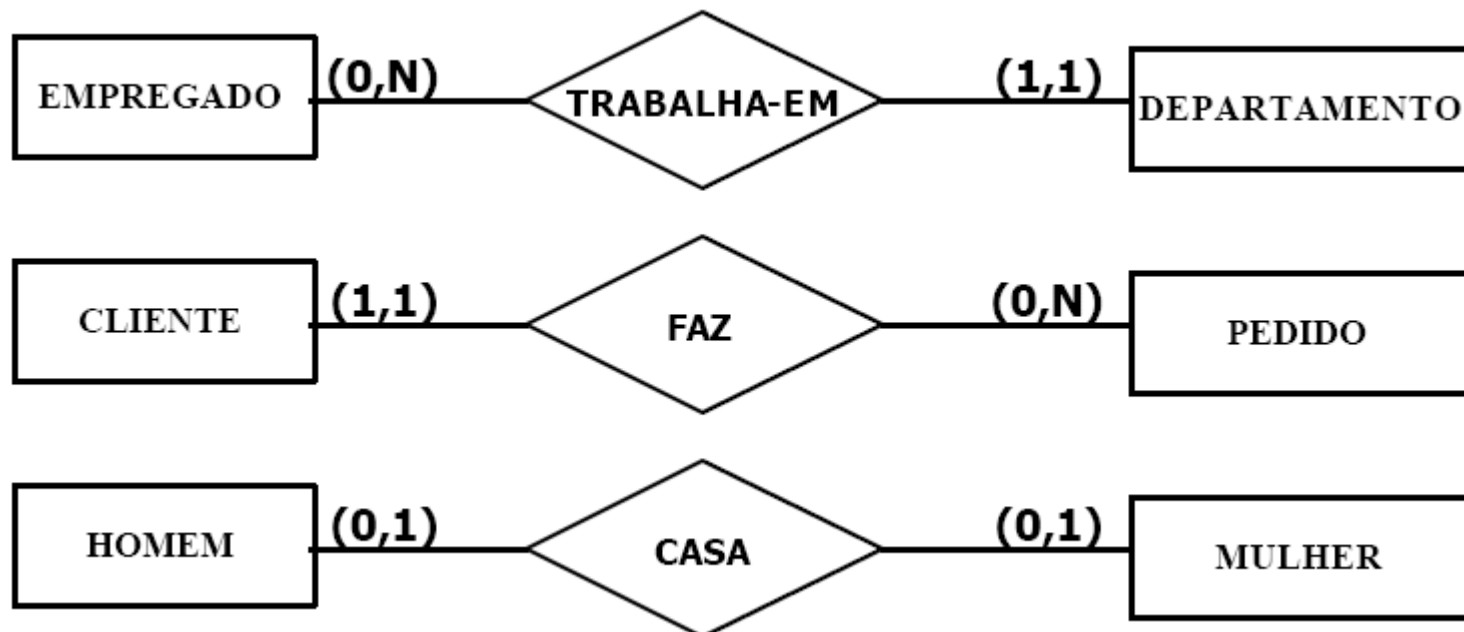 EMPREGADO (0,N) TRABALHA-EM (1,1) DEPARTAMENTO
CLIENTE (1,1) FAZ (0,N) PEDIDO
HOMEM (0,1) CASA (0,1) MULHER